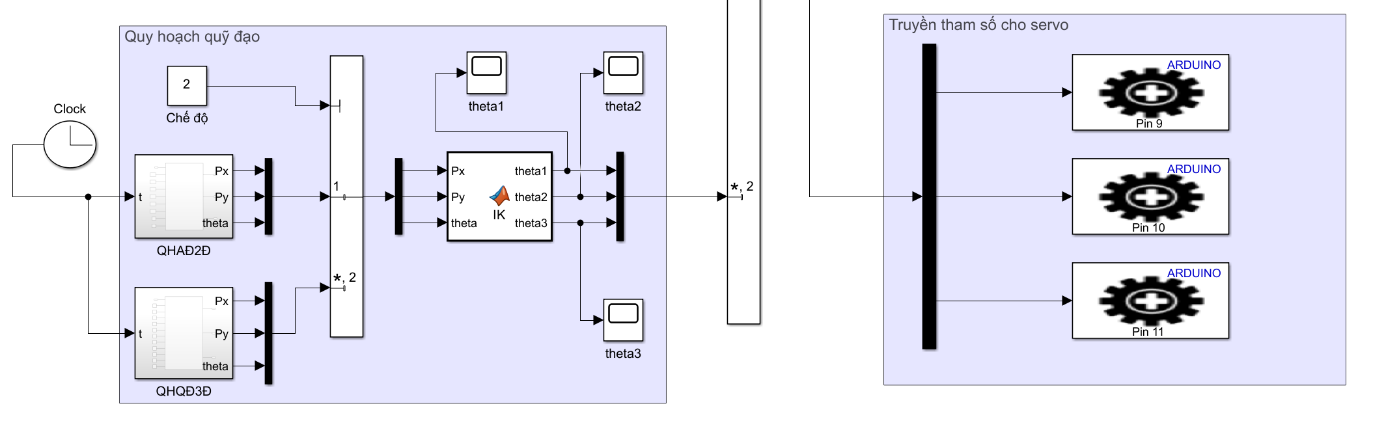 Quy hoạch quỹ đạo
2
Chế độ
Clock
t
Px
Py
theta
QHAĐ2Đ
t
Px
Py
theta
QHQĐ3Đ
1
*, 2
Px
Py
theta
IK
theta1
theta2
theta3
theta1
theta2
theta3
*, 2
Truyền tham số cho servo
ARDUINO
Pin 9
ARDUINO
Pin 10
ARDUINO
Pin 11